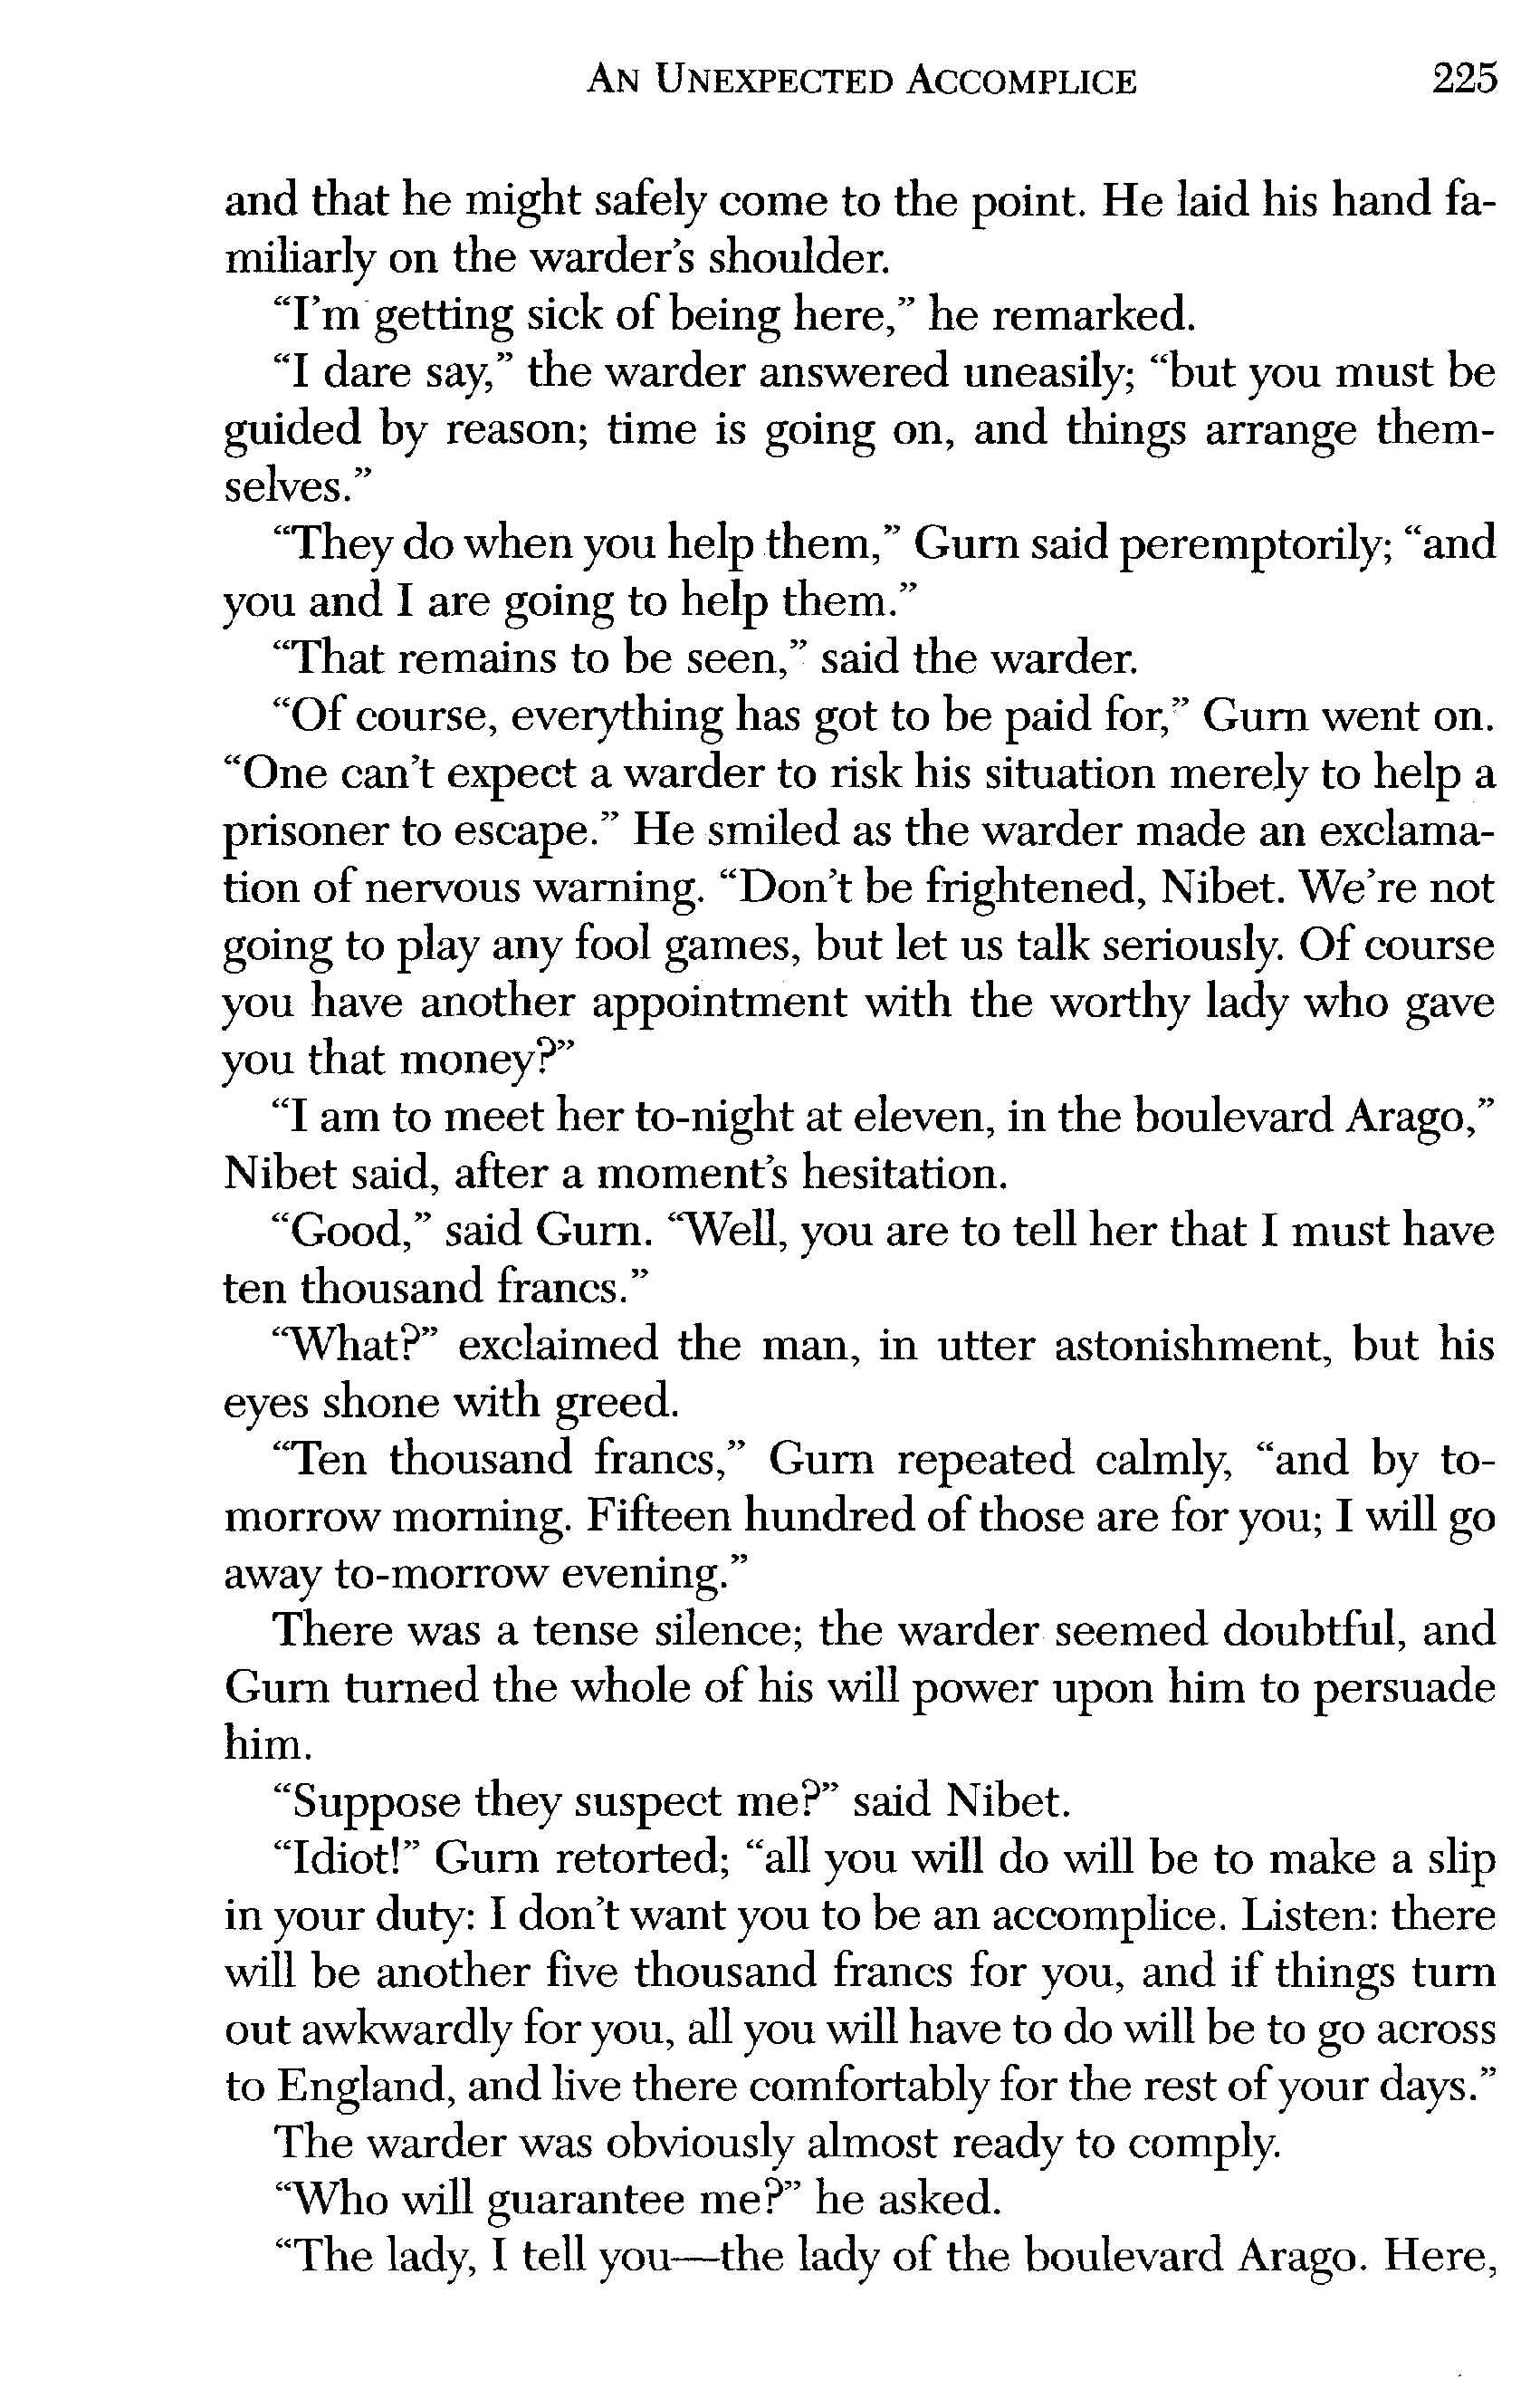 AN UNEXPECTED ACCOMPLICE 225
and that he might safely come to the point. He laid his hand fa-
miliarly on the warder’s shoulder.
“I’m getting sick of being here,” he remarked.
“I dare say,” the warder answered uneasily; “but you must be
guided by reason; time is going on, and things arrange them-
selves.”
“They do when you help them,” Gurn said peremptorily; “and
you and I are going to help them.”
“That remains to be seen,” said the warder.
“Of course, everything has got to be paid for,” Gurn went on.
“One can’t expect a warder to risk his situation merely to help a
prisoner to escape.” He smiled as the warder made an exclama-
tion of nervous warning. “Don’t be frightened, Nibet. We’re not
going to play any fool games, but let us talk seriously. Of course
you have another appointment with the worthy lady who gave
you that money?”
“I am to meet her to-night at eleven, in the boulevard Arago,”
Nibet said, after a moment’s hesitation.
“Good,” said Gurn. “Well, you are to tell her that I must have
ten thousand francs.”
“What?” exclaimed the man, in utter astonishment, but his
eyes shone with greed.
“Ten thousand francs,” Gurn repeated calmly, “and by to-
morrow morning. Fifteen hundred of those are for you; I will go
away to-morrow evening.”
There was a tense silence; the warder seemed doubtful, and
Gurn turned the whole of his will power upon him to persuade
him.
“Suppose they suspect me?” said Nibet.
“Idiot!” Gurn retorted; “all you will do will be to make a slip
in your duty: I don’t want you to be an accomplice. Listen: there
will be another five thousand francs for you, and if things turn
out awkwardly for you, all you will have to do will be to go across
to England, and live there comfortably for the rest of your days.”
The warder was obviously almost ready to comply.
“Who will guarantee me?” he asked.
“The lady, I tell you—the lady of the boulevard Arago. Here,